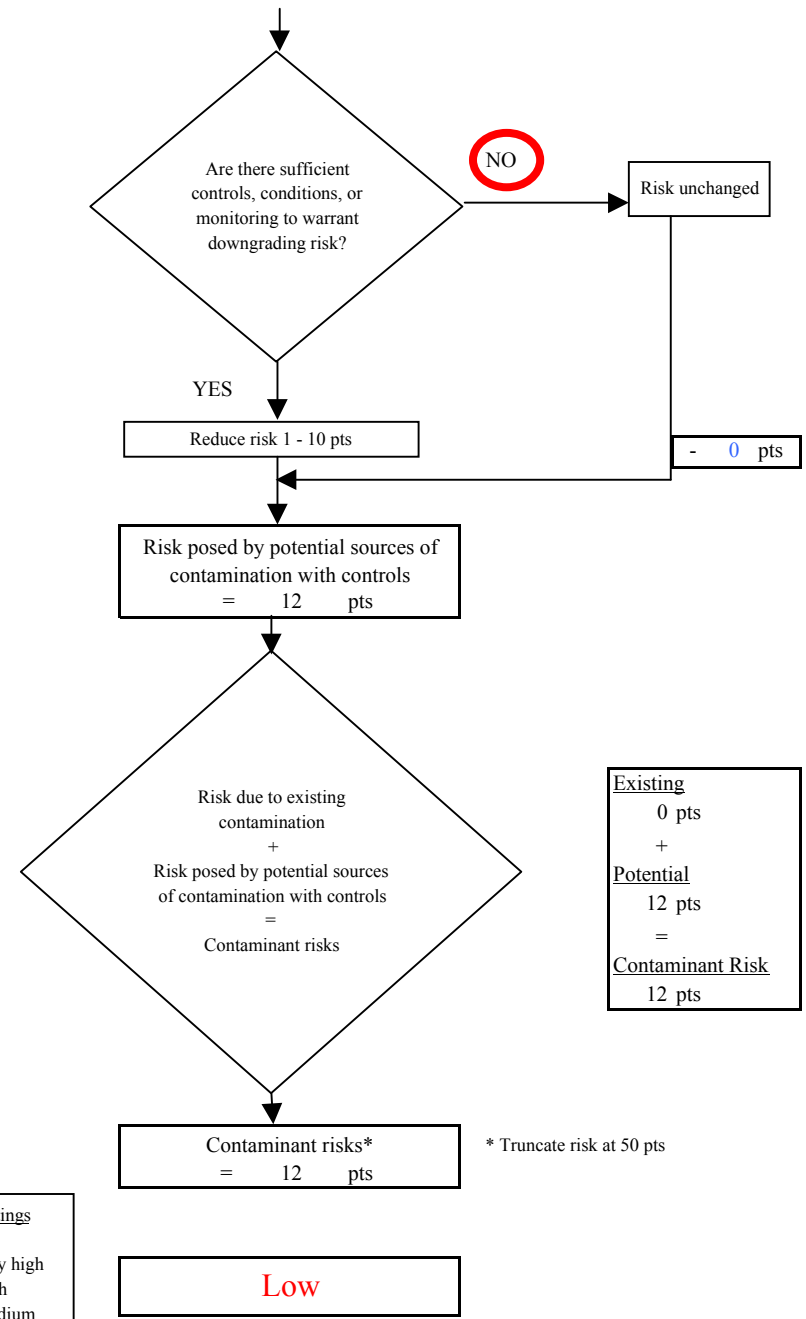 Are there sufficient
controls, conditions, or
monitoring to warrant
downgrading risk?
NO
Risk unchanged
YES
Reduce risk 1 - 10 pts
- 0 pts
Risk posed by potential sources of
contamination with controls
= 12 pts
Risk due to existing
contamination
+
Risk posed by potential sources
of contamination with controls
=
Contaminant risks
Existing
0 pts
+
Potential
12 pts
=
Contaminant Risk
12 pts
Contaminant risks*
= 12 pts
* Truncate risk at 50 pts
high
Low